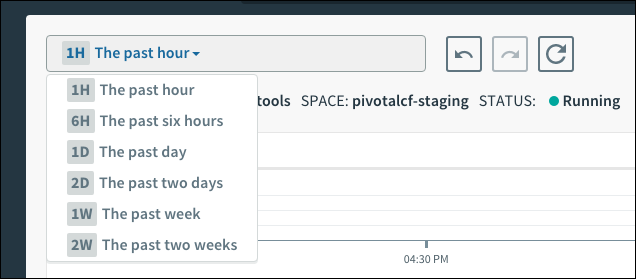 1H The past hour
1H The past hour
6H The past six hours
tools SPACE: pivotalcf-staging STATUS: Running
1D The past day
2D The past two days
1W The past week
2W The past two weeks
04:30 PM